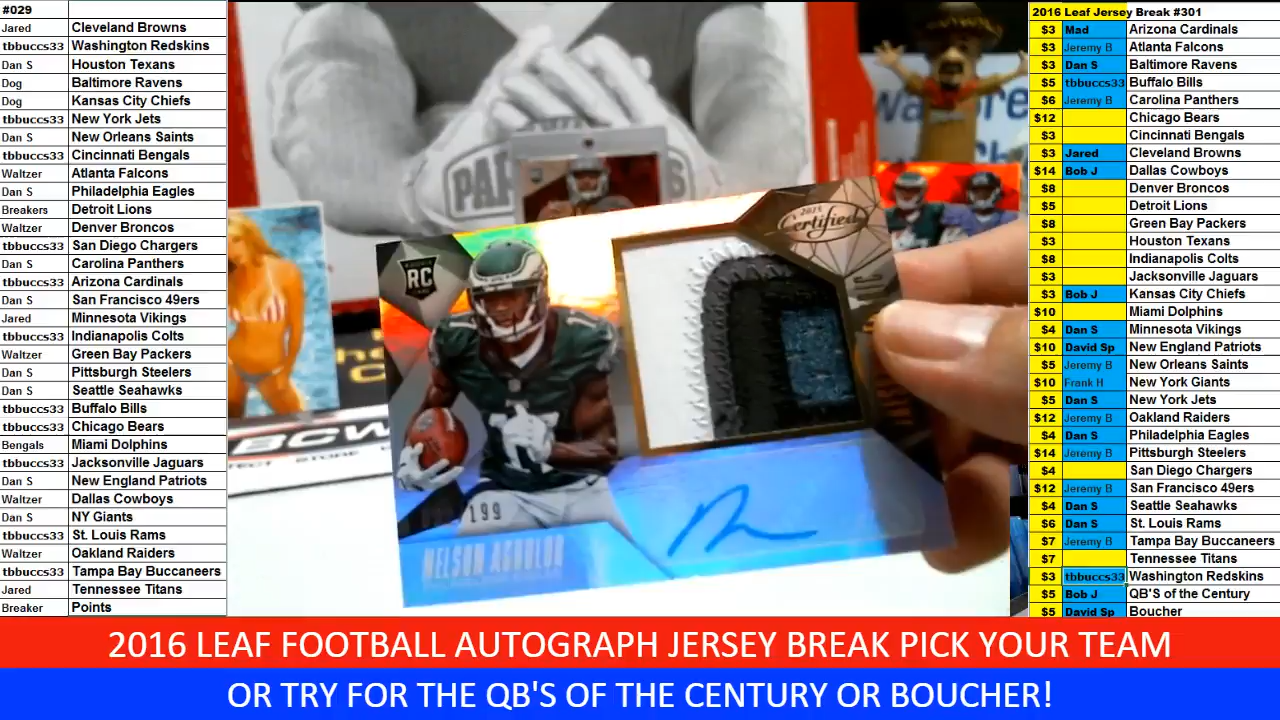 #029
Jared Cleveland Browns
tbbuccs33 Washington Redskins
Dan S Houston Texans
Dog Baltimore Ravens
Dog Kansas City Chiefs
tbbuccs33 New York Jets
Dan S New Orleans Saints
tbbuccs33 Cincinnati Bengals
Waltzer Atlanta Falcons
Dan S Philadelphia Eagles
Breakers Detroit Lions
Waltzer Denver Broncos
tbbuccs33 San Diego Chargers
Dan S Carolina Panthers
tbbuccs33 Arizona Cardinals
Dan S San Francisco 49ers
Jared Minnesota Vikings
tbbuccs33 Indianapolis Colts
Waltzer Green Bay Packers
Dan S Pittsburgh Steelers
Dan S Seattle Seahawks
tbbuccs33 Buffalo Bills
tbbuccs33 Chicago Bears
Bengals Miami Dolphins
tbbuccs33 Jacksonville Jaguars
Dan S New England Patriots
Waltzer Dallas Cowboys
Dan S NY Giants
tbbuccs33 St. Louis Rams
Waltzer Oakland Raiders
tbbuccs33 Tampa Bay Buccaneers
Jared Tennessee Titans
Breaker Points
RC
2015
Certified
199
NELSON AGHOLOR
BCW
2016 Leaf Jersey Break #301
$3 Mad Arizona Cardinals
$3 Jeremy B Atlanta Falcons
$3 Dan S Baltimore Ravens
$5 tbbuccs33 Buffalo Bills
$6 Jeremy B Carolina Panthers
$12 Chicago Bears
$3 Cincinnati Bengals
$3 Jared Cleveland Browns
$14 Bob J Dallas Cowboys
$8 Denver Broncos
$5 Detroit Lions
$8 Green Bay Packers
$3 Houston Texans
$8 Indianapolis Colts
$3 Jacksonville Jaguars
$3 Bob J Kansas City Chiefs
$10 Miami Dolphins
$4 Dan S Minnesota Vikings
$10 David Sp New England Patriots
$5 Jeremy B New Orleans Saints
$10 Frank H New York Giants
$5 Dan S New York Jets
$12 Jeremy B Oakland Raiders
$4 Dan S Philadelphia Eagles
$14 Jeremy B Pittsburgh Steelers
$4 San Diego Chargers
$12 Jeremy B San Francisco 49ers
$4 Dan S Seattle Seahawks
$6 Dan S St. Louis Rams
$7 Jeremy B Tampa Bay Buccaneers
$7 Tennessee Titans
$3 tbbuccs33 Washington Redskins
$5 Bob J QB'S of the Century
$5 David Sp Boucher
2016 LEAF FOOTBALL AUTOGRAPH JERSEY BREAK PICK YOUR TEAM
OR TRY FOR THE QB'S OF THE CENTURY OR BOUCHER!